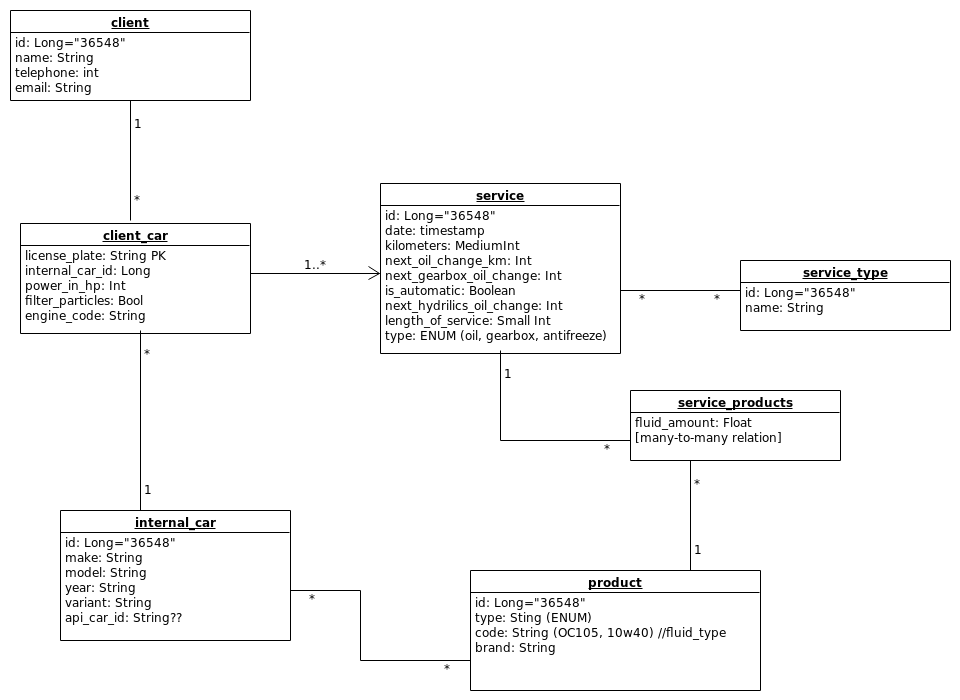 client
id: Long="36548"
name: String
telephone: int
email: String
1
*
client_car
license_plate: String PK
internal_car_id: Long
power_in_hp: Int
filter_particles: Bool
engine_code: String
1..*
service
id: Long="36548"
date: timestamp
kilometers: MediumInt
next_oil_change_km: Int
next_gearbox_oil_change: Int
is_automatic: Boolean
next_hydrilics_oil_change: Int
length_of_service: Small Int
type: ENUM (oil, gearbox, antifreeze)
* *
service_type
id: Long="36548"
name: String
*
1
1
*
service_products
fluid_amount: Float
[many-to-many relation]
*
1
internal_car
id: Long="36548"
make: String
model: String
year: String
variant: String
api_car_id: String??
*
*
product
id: Long="36548"
type: Sting (ENUM)
code: String (OC105, 10w40) //fluid_type
brand: String